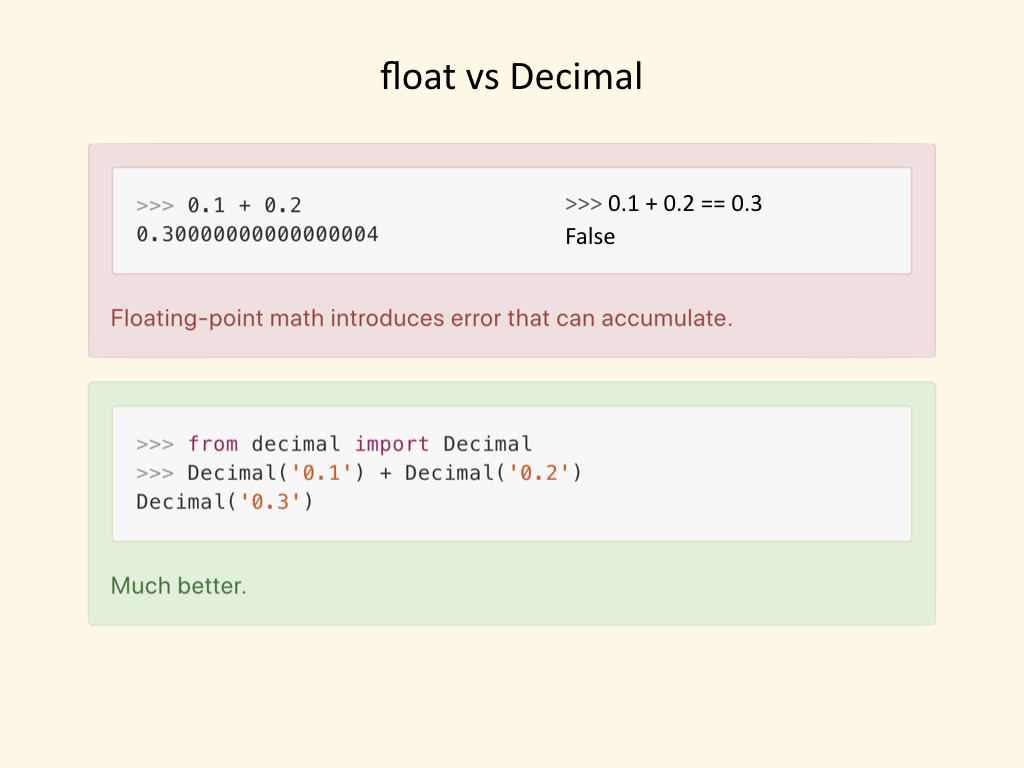 float vs Decimal
>>> 0.1 + 0.2
0.30000000000000004
>>> 0.1 + 0.2 == 0.3
False
Floating-point math introduces error that can accumulate.
>>> from decimal import Decimal
>>> Decimal('0.1') + Decimal('0.2')
Decimal('0.3')
Much better.